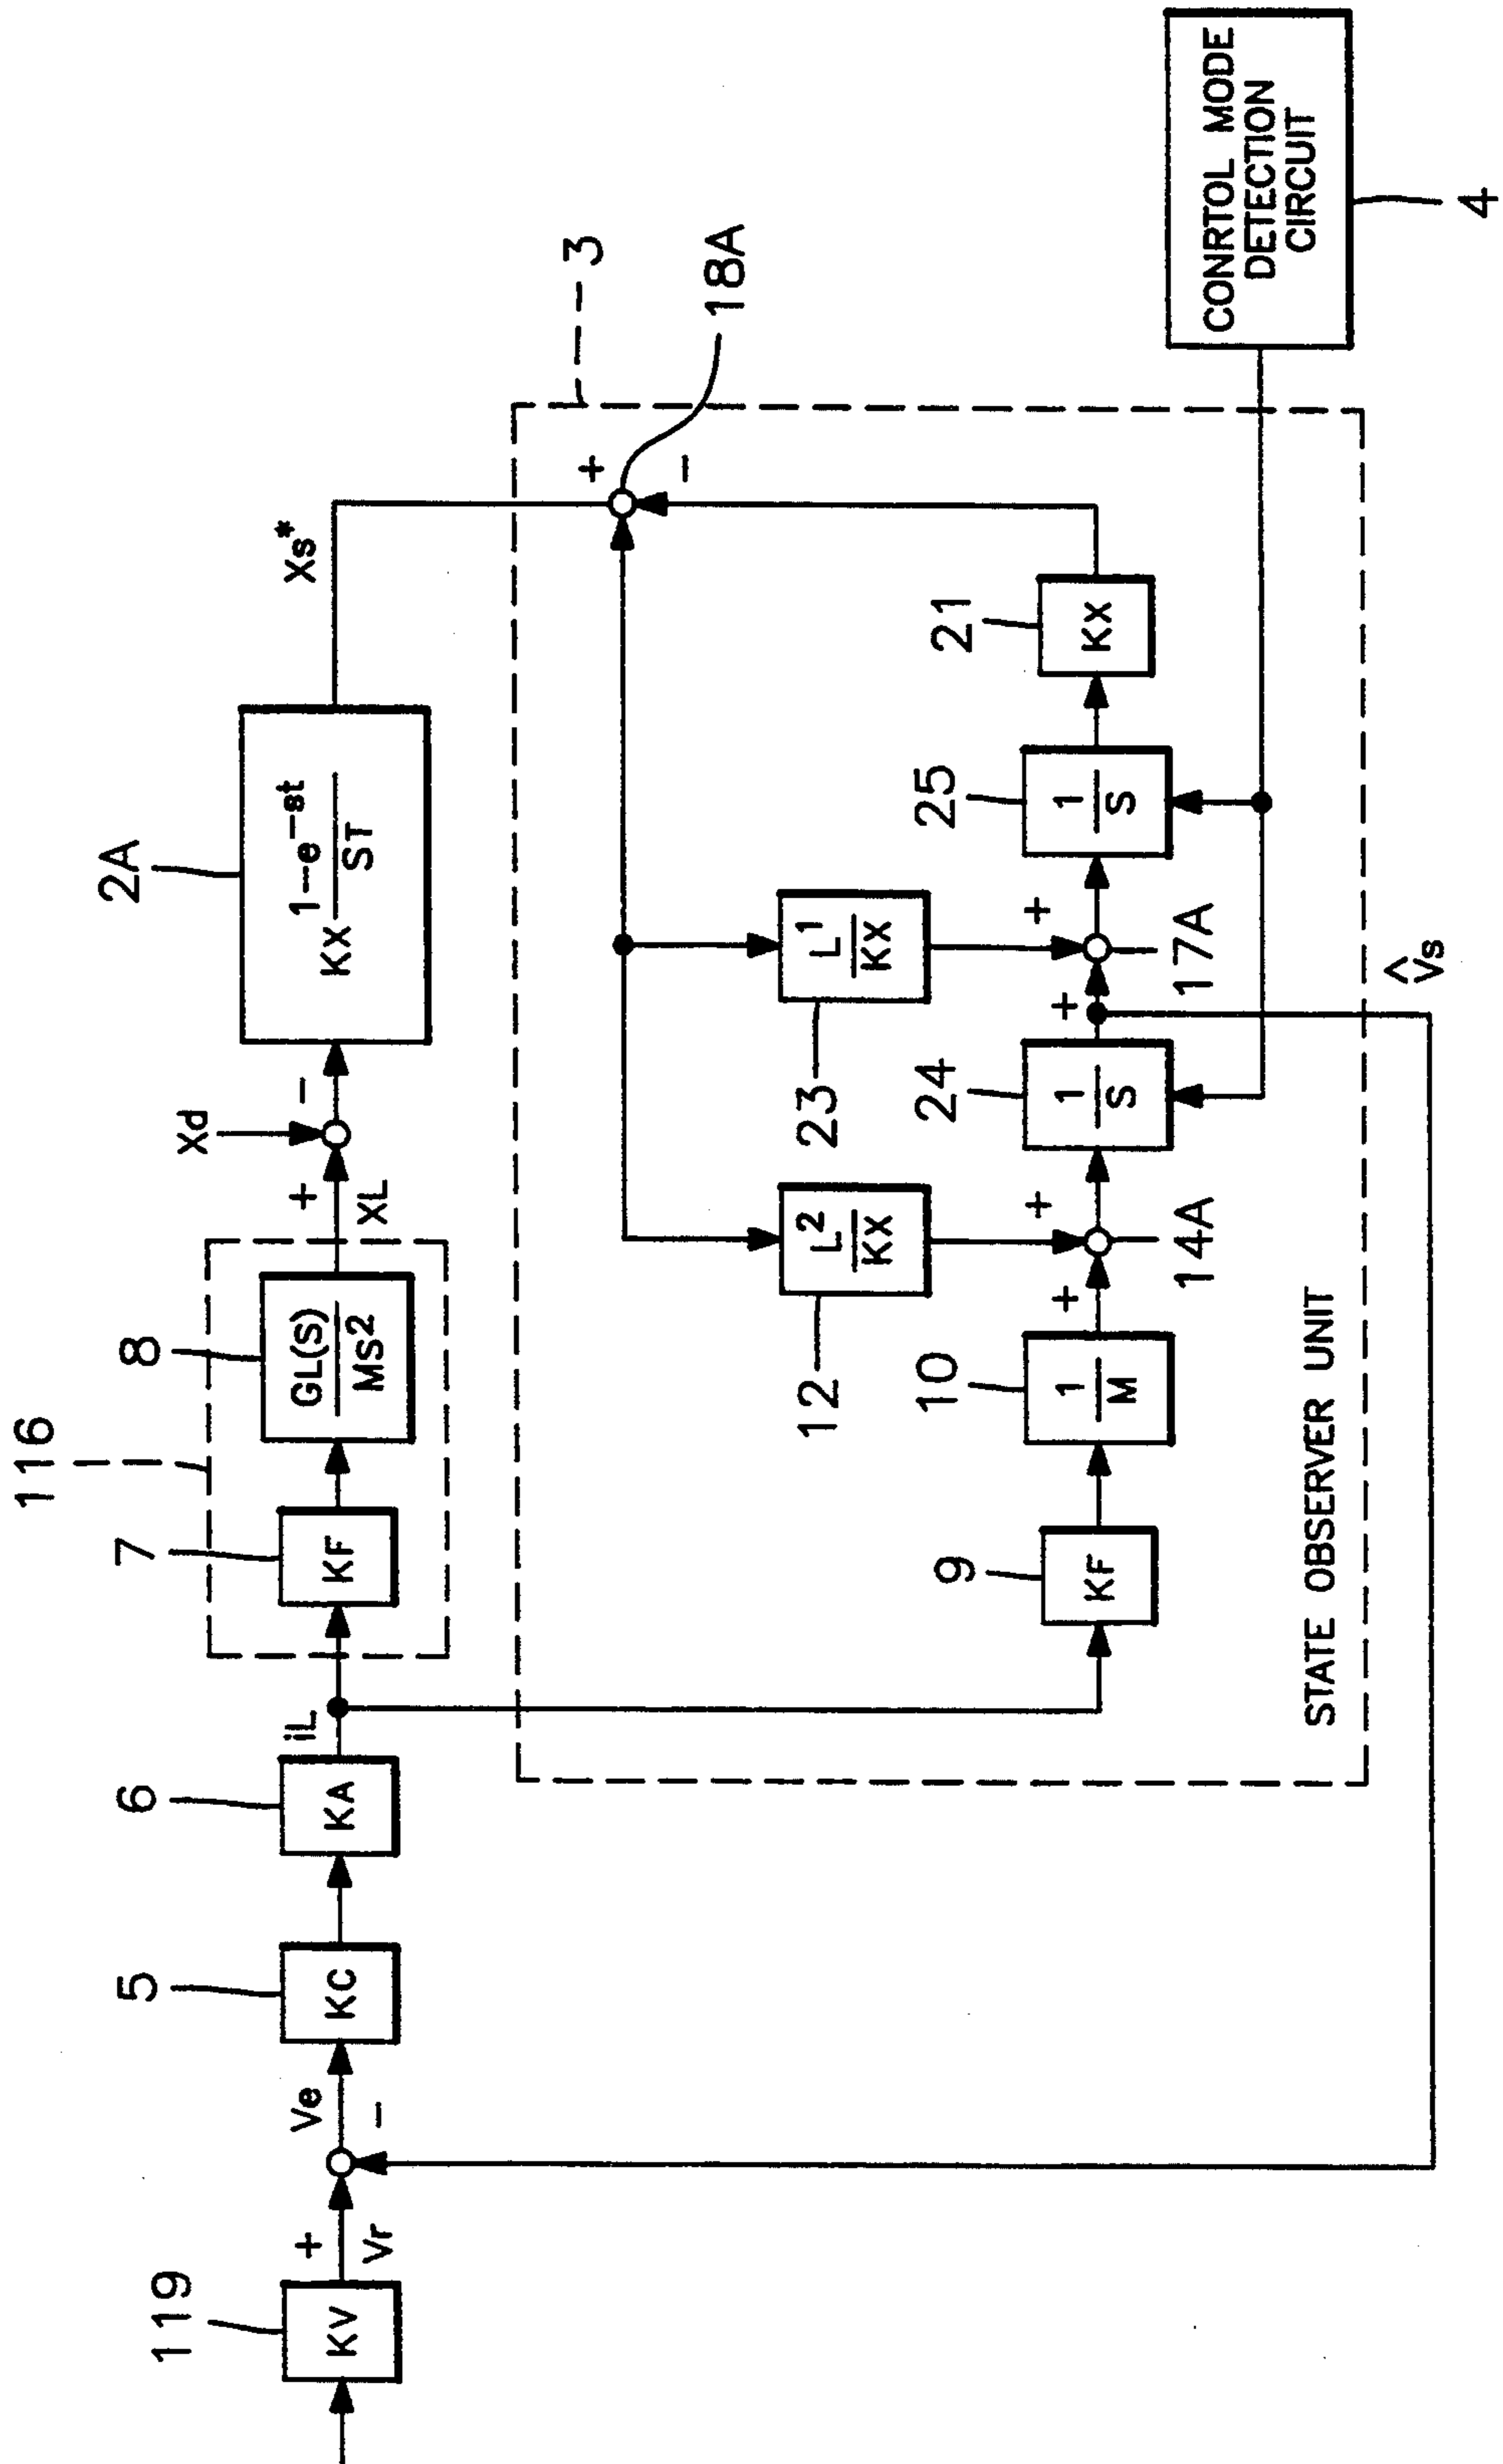 119
KV
+
Vr
Ve
-
5
KC
6
KA
iL
116
7
KF
8
GL(S)
MS2
+
XL
Xd
-
2A
KX 1-e-st
ST
Xs*
3
+
-
18A
12
L2
KX
23
L1
KX
9
KF
10
1
M
+
+
14A
24
1
S
+
+
17A
25
1
S
21
KX
V̂s
STATE OBSERVER UNIT
CONRTOL MODE
DETECTION
CIRCUIT
4